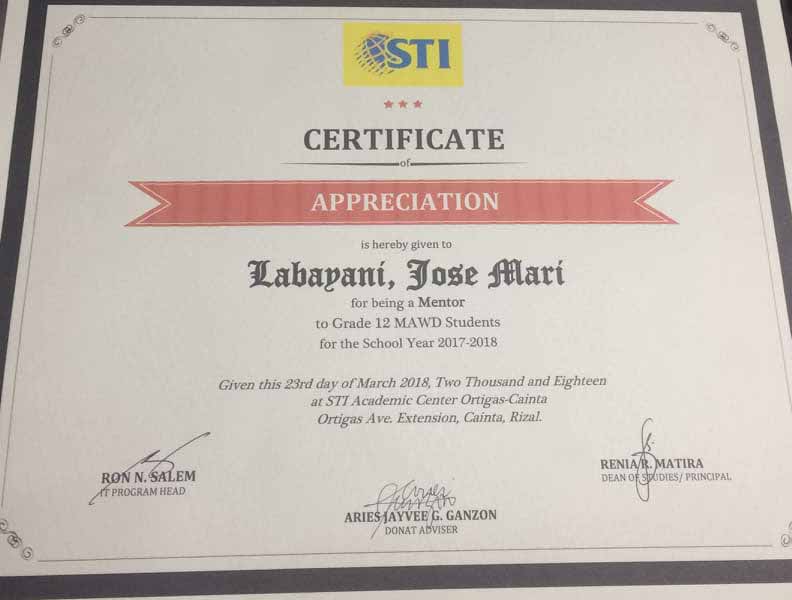 STI
CERTIFICATE
of
APPRECIATION
is hereby given to
Labayani, Jose Mari
for being a Mentor
to Grade 12 MAWD Students
for the School Year 2017-2018
Given this 23rd day of March 2018, Two Thousand and Eighteen
at STI Academic Center Ortigas-Cainta
Ortigas Ave. Extension, Cainta, Rizal.
RON N. SALEM
IT PROGRAM HEAD
RENIA R. MATIRA
DEAN OF STUDIES/ PRINCIPAL
ARIES JAYVEE G. GANZON
DONAT ADVISER